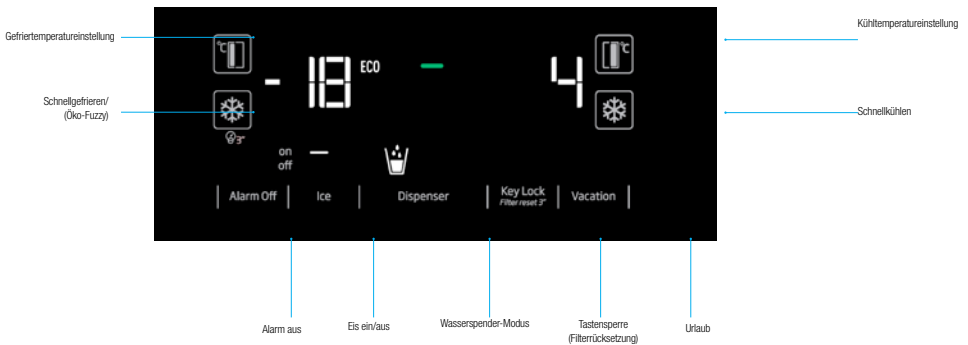 Gefriertemperatureinstellung
Kühltemperatureinstellung
°C
- 18
ECO
4
°C
Schnellgefrieren/
(Öko-Fuzzy)
Schnellkühlen
3"
on
off
Alarm Off
Ice
Dispenser
Key Lock
Filter reset 3"
Vacation
Alarm aus
Eis ein/aus
Wasserspender-Modus
Tastensperre
(Filterrücksetzung)
Urlaub